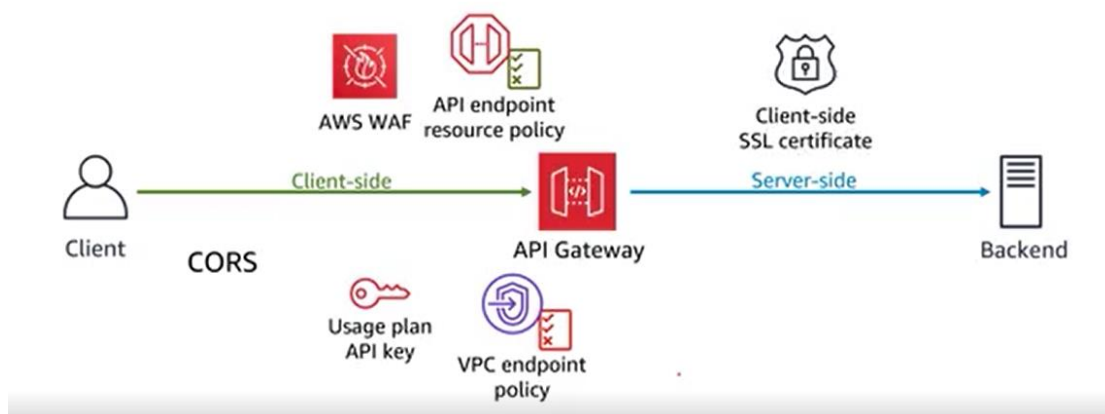 AWS WAF
API endpoint
resource policy
Client-side
SSL certificate
Client-side
Server-side
Client
API Gateway
Backend
CORS
Usage plan
API key
VPC endpoint
policy